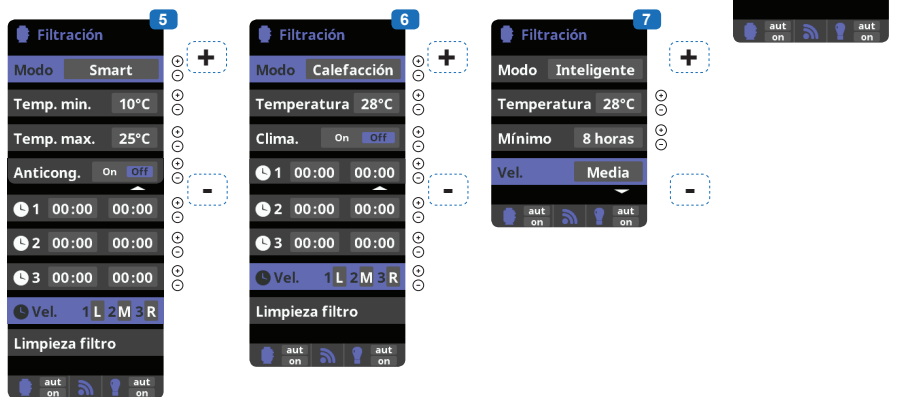 5
Filtración
Modo Smart
Temp. min. 10°C
Temp. max. 25°C
Anticong. On Off
1 00:00 00:00
2 00:00 00:00
3 00:00 00:00
Vel. 1 L 2 M 3 R
Limpieza filtro
aut
on
aut
on
+
-
6
Filtración
Modo Calefacción
Temperatura 28°C
Clima. On Off
1 00:00 00:00
2 00:00 00:00
3 00:00 00:00
Vel. 1 L 2 M 3 R
Limpieza filtro
aut
on
aut
on
+
-
7
Filtración
Modo Inteligente
Temperatura 28°C
Mínimo 8 horas
Vel. Media
aut
on
aut
on
+
-
aut
on
aut
on